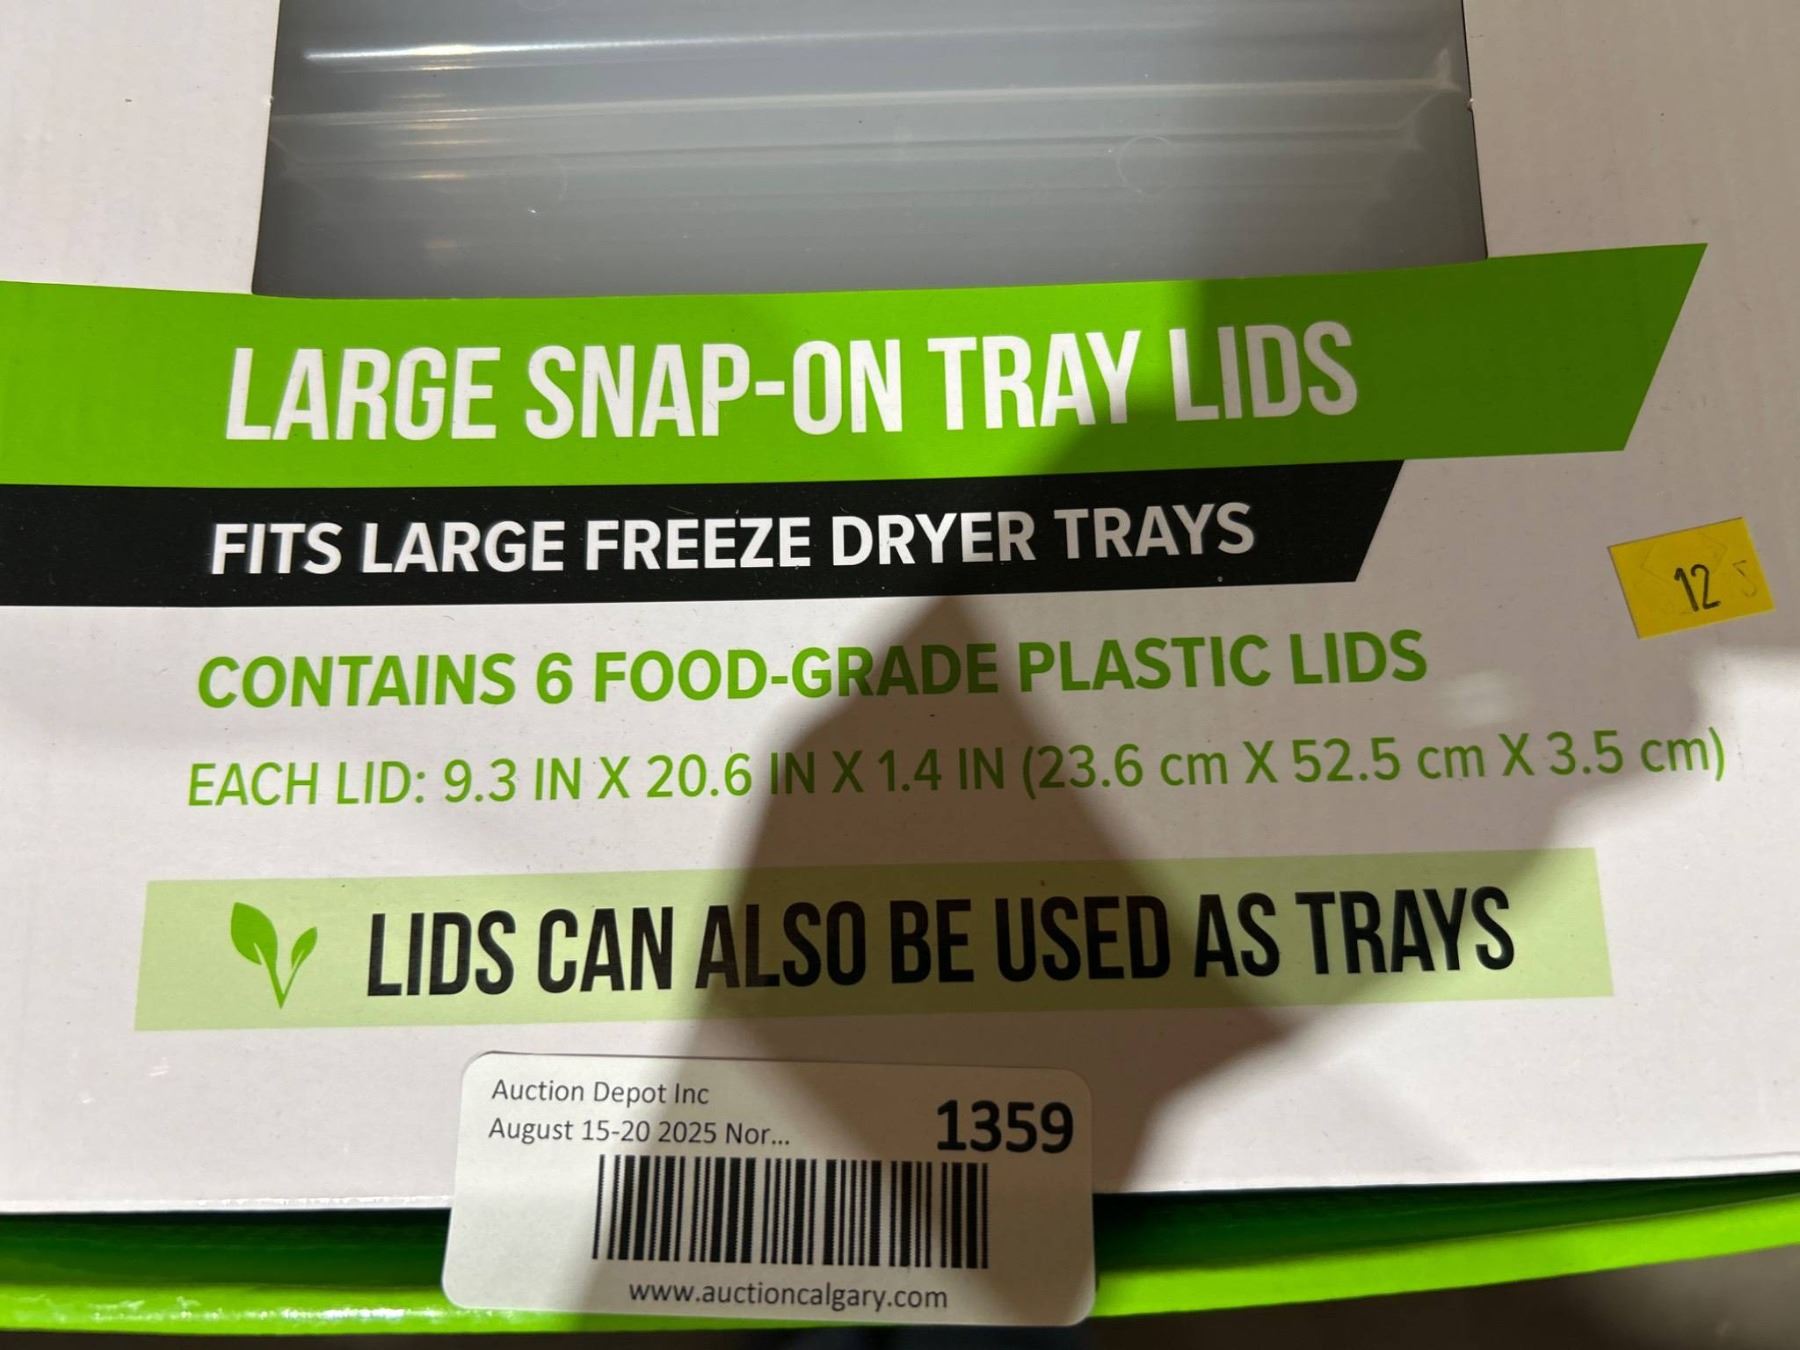 LARGE SNAP-ON TRAY LIDS
FITS LARGE FREEZE DRYER TRAYS
12
CONTAINS 6 FOOD-GRADE PLASTIC LIDS
EACH LID: 9.3 IN X 20.6 IN X 1.4 IN (23.6 cm X 52.5 cm X 3.5 cm)
LIDS CAN ALSO BE USED AS TRAYS
Auction Depot Inc
August 15-20 2025 Nor...
1359
www.auctioncalgary.com